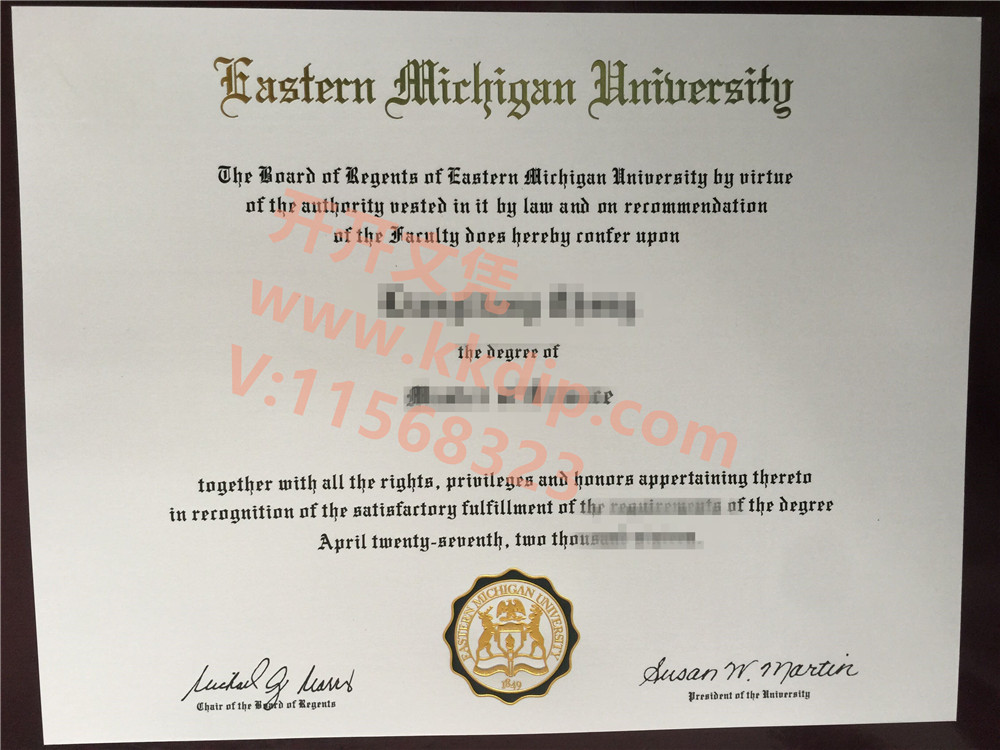 Eastern Michigan University
The Board of Regents of Eastern Michigan University by virtue
of the authority vested in it by law and on recommendation
of the Faculty does hereby confer upon
开开文凭
www.kkdip.com
the degree of
V:11568323
together with all the rights, privileges and honors appertaining thereto
in recognition of the satisfactory fulfillment of the requirements of the degree
April twenty-seventh, two thousand
EASTERN MICHIGAN UNIVERSITY
1849
Susan W. Martin
Chair of the Board of Regents
President of the University